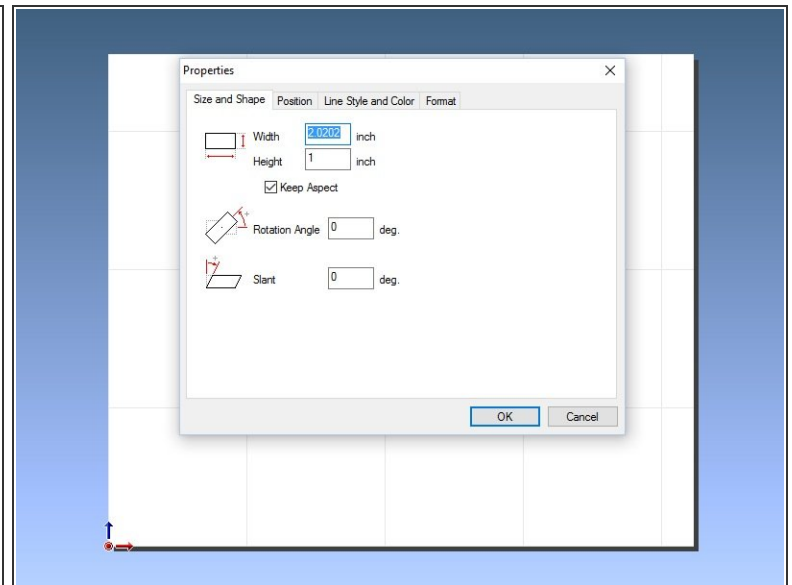 Properties
Size and Shape Position Line Style and Color Format
Width 2.0202 inch
Height 1 inch
Keep Aspect
Rotation Angle 0 deg.
Slant 0 deg.
OK Cancel